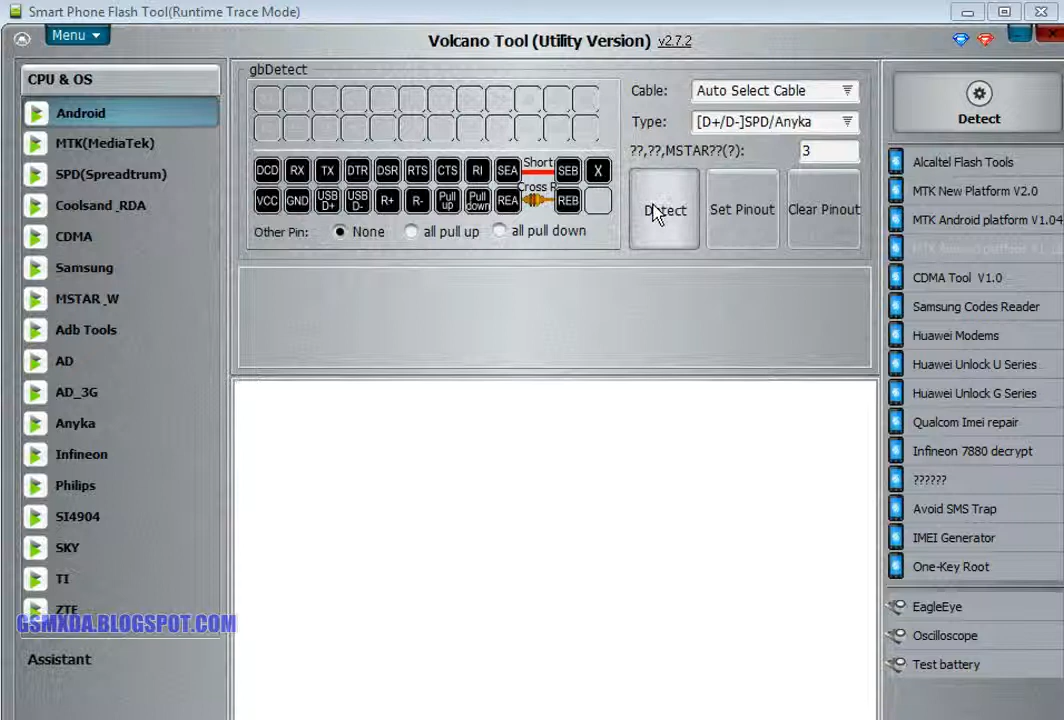 Smart Phone Flash Tool(Runtime Trace Mode)
Menu
Volcano Tool (Utility Version) v2.7.2
CPU & OS
Android
MTK(MediaTek)
SPD(Spreadtrum)
Coolsand_RDA
CDMA
Samsung
MSTAR_W
Adb Tools
AD
AD_3G
Anyka
Infineon
Philips
SI4904
SKY
TI
ZTE
GSMXDA.BLOGSPOT.COM
Assistant
gbDetect
DCD RX TX DTR DSR RTS CTS RI SEA Short SEB X
VCC GND USB D+ USB D- R+ R- Pull up Pull down REA Cross R REB
Other Pin: None all pull up all pull down
Cable: Auto Select Cable
Type: [D+/D-]SPD/Anyka
??,??,MSTAR??(?): 3
Detect Set Pinout Clear Pinout
Detect
Alcaltel Flash Tools
MTK New Platform V2.0
MTK Android platform V1.04
CDMA Tool V1.0
Samsung Codes Reader
Huawei Modems
Huawei Unlock U Series
Huawei Unlock G Series
Qualcom Imei repair
Infineon 7880 decrypt
??????
Avoid SMS Trap
IMEI Generator
One-Key Root
EagleEye
Oscilloscope
Test battery